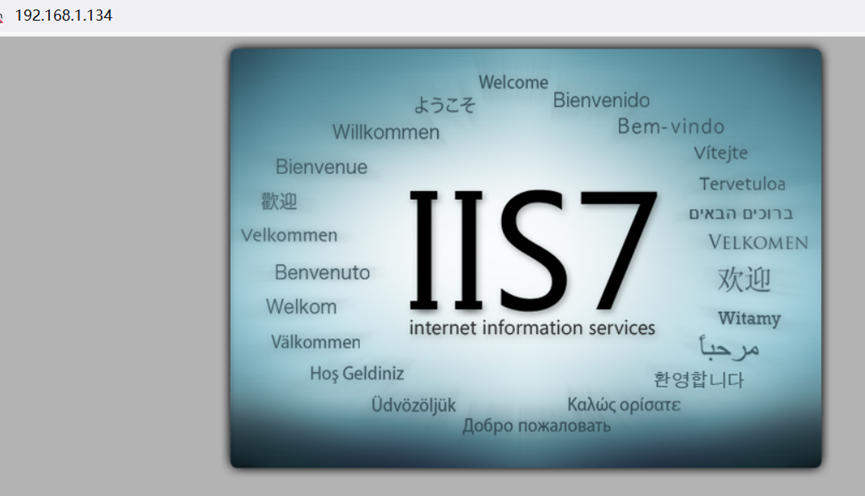 192.168.1.134
Welcome
ようこそ
Bienvenido
Willkommen
Bem-vindo
Vítejte
Bienvenue
Tervetuloa
歡迎
ברוכים הבאים
Velkommen
VELKOMEN
IIS7
Benvenuto
欢迎
Welkom
Witamy
internet information services
Välkommen
مرحباً
Hoş Geldiniz
환영합니다
Üdvözöljük
Καλώς ορίσατε
Добро пожаловать